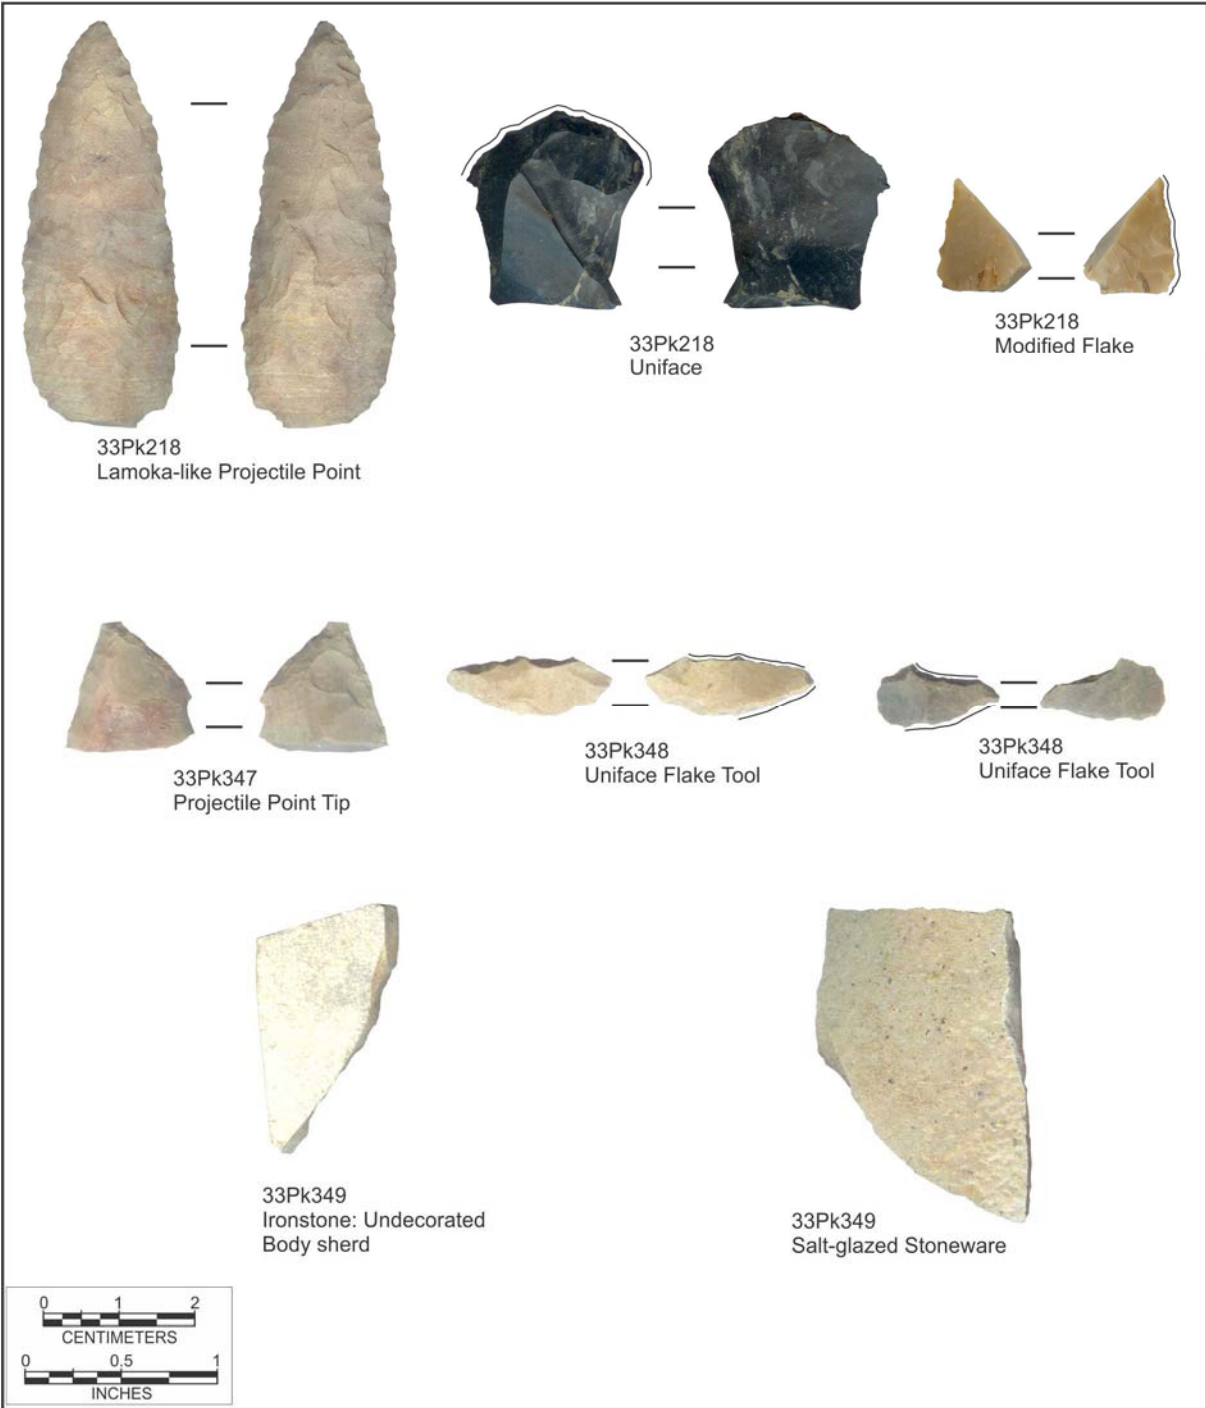 33Pk218
Lamoka-like Projectile Point
33Pk218
Uniface
33Pk218
Modified Flake
33Pk347
Projectile Point Tip
33Pk348
Uniface Flake Tool
33Pk348
Uniface Flake Tool
33Pk349
Ironstone: Undecorated
Body sherd
33Pk349
Salt-glazed Stoneware
0 1 2
CENTIMETERS
0 0.5 1
INCHES